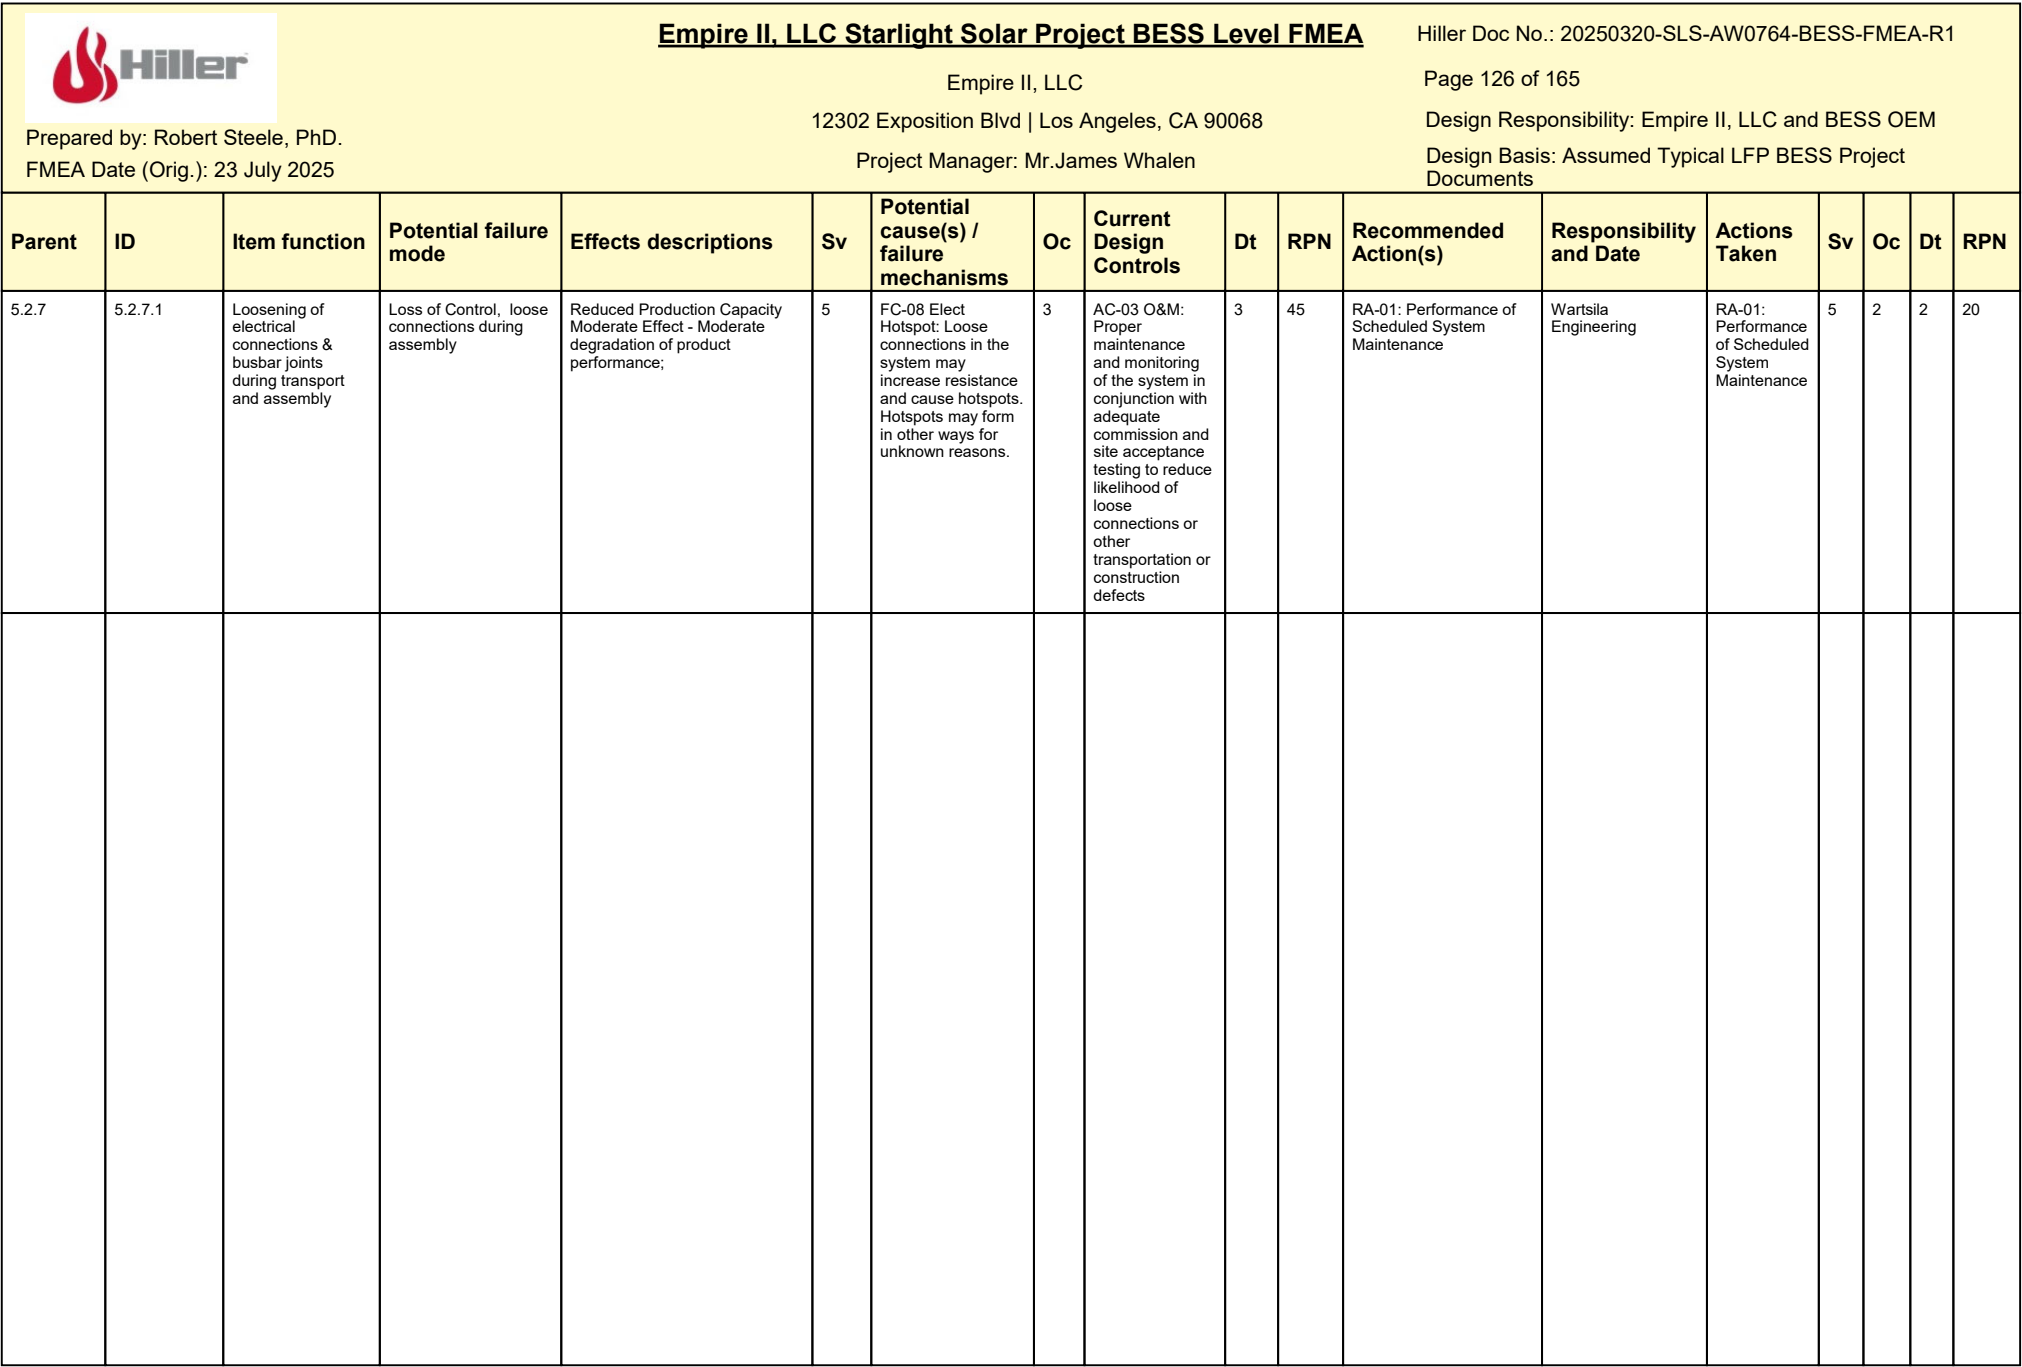 Hiller
Prepared by: Robert Steele, PhD.
FMEA Date (Orig.): 23 July 2025
Empire II, LLC Starlight Solar Project BESS Level FMEA
Empire II, LLC
12302 Exposition Blvd | Los Angeles, CA 90068
Project Manager: Mr.James Whalen
Hiller Doc No.: 20250320-SLS-AW0764-BESS-FMEA-R1
Page 126 of 165
Design Responsibility: Empire II, LLC and BESS OEM
Design Basis: Assumed Typical LFP BESS Project
Documents
Parent
ID
Item function
Potential failure
mode
Effects descriptions
Sv
Potential
cause(s) /
failure
mechanisms
Oc
Current
Design
Controls
Dt
RPN
Recommended
Action(s)
Responsibility
and Date
Actions
Taken
Sv
Oc
Dt
RPN
5.2.7
5.2.7.1
Loosening of
electrical
connections &
busbar joints
during transport
and assembly
Loss of Control,  loose
connections during
assembly
Reduced Production Capacity
Moderate Effect - Moderate
degradation of product
performance;
5
FC-08 Elect
Hotspot: Loose
connections in the
system may
increase resistance
and cause hotspots.
Hotspots may form
in other ways for
unknown reasons.
3
AC-03 O&M:
Proper
maintenance
and monitoring
of the system in
conjunction with
adequate
commission and
site acceptance
testing to reduce
likelihood of
loose
connections or
other
transportation or
construction
defects
3
45
RA-01: Performance of
Scheduled System
Maintenance
Wartsila
Engineering
RA-01:
Performance
of Scheduled
System
Maintenance
5
2
2
20